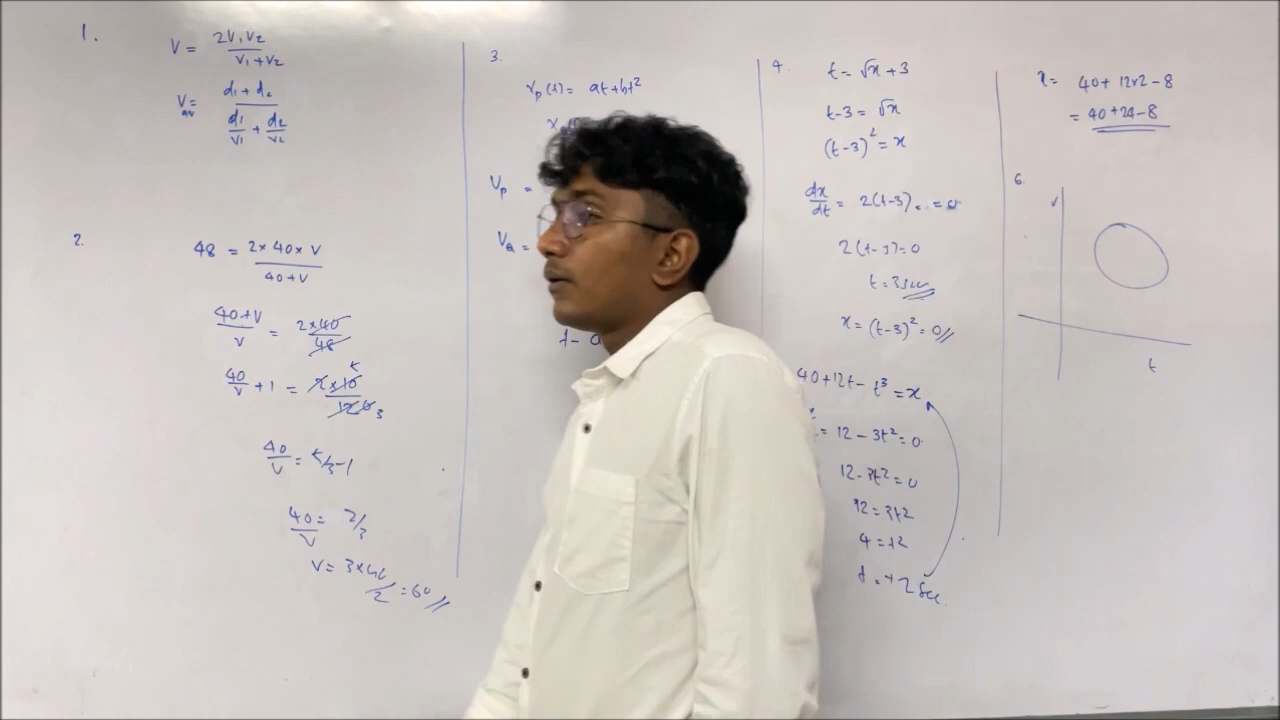 1.
V = 2V₁V₂ / V₁+V₂
Vav = d₁+d₂ / d₁/V₁ + d₂/V₂
2.
48 = 2×40×V / 40+V
40+V / V = 2×40 / 48
40/V + 1 =
40/V = 5/3 - 1
40/V = 2/3
V = 3×40/2 = 60
3.
xp(t) = at+bt²
Vp =
VQ =
4.
t = √x + 3
t-3 = √x
(t-3)² = x
dx/dt = 2(t-3) = 0
2(t-3)=0
t=3sec
x=(t-3)²=0
40+12t - t³ = x
= 12 - 3t² = 0
12-3t²=0
12=3t²
4=t²
t=+2sec
x= 40+12×2-8
= 40+24-8
6.
v
t